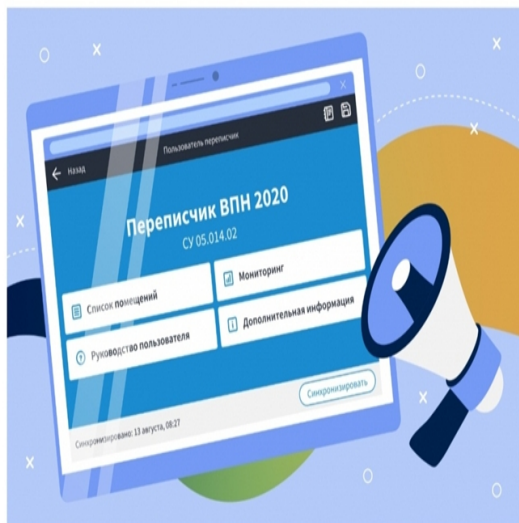 Назад
Пользователь переписчик
Переписчик ВПН 2020
СУ 05.014.02
Список помещений
Мониторинг
Руководство пользователя
Дополнительная информация
Синхронизировано: 13 августа, 08:27
Синхронизировать